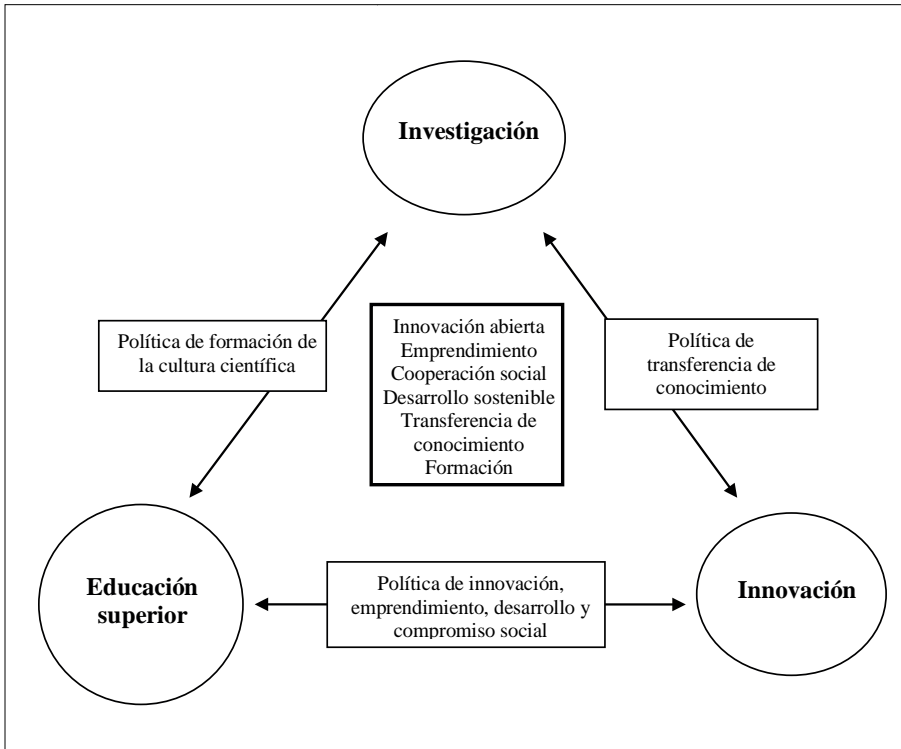 Investigación
Política de formación de
la cultura científica
Innovación abierta
Emprendimiento
Cooperación social
Desarrollo sostenible
Transferencia de
conocimiento
Formación
Política de
transferencia de
conocimiento
Educación
superior
Política de innovación,
emprendimiento, desarrollo y
compromiso social
Innovación